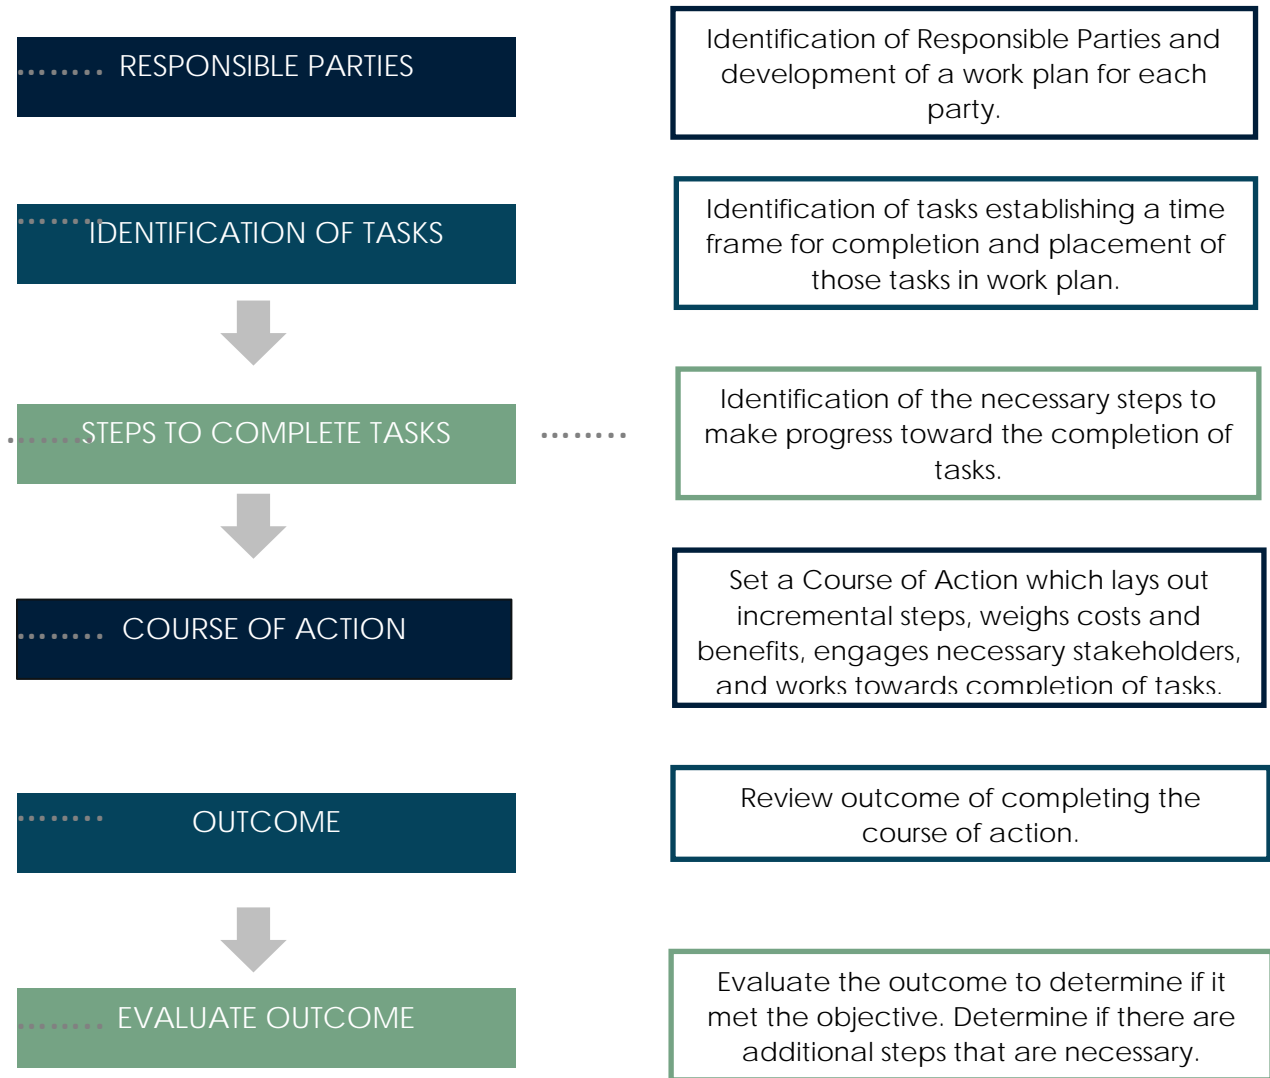 RESPONSIBLE PARTIES
Identification of Responsible Parties and
development of a work plan for each
party.
IDENTIFICATION OF TASKS
Identification of tasks establishing a time
frame for completion and placement of
those tasks in work plan.
STEPS TO COMPLETE TASKS
Identification of the necessary steps to
make progress toward the completion of
tasks.
COURSE OF ACTION
Set a Course of Action which lays out
incremental steps, weighs costs and
benefits, engages necessary stakeholders,
and works towards completion of tasks.
OUTCOME
Review outcome of completing the
course of action.
EVALUATE OUTCOME
Evaluate the outcome to determine if it
met the objective. Determine if there are
additional steps that are necessary.